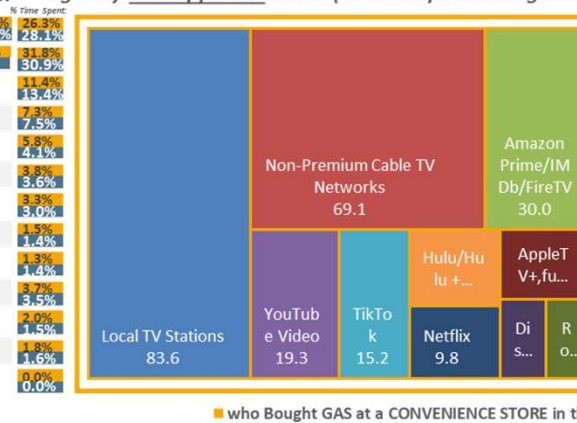 % Time Spent:
26.3%
28.1%
31.8%
30.9%
11.4%
13.4%
7.3%
7.5%
5.8%
4.1%
3.8%
3.6%
3.3%
3.0%
1.5%
1.4%
1.3%
1.4%
3.7%
3.5%
2.0%
1.5%
1.8%
1.6%
0.0%
0.0%
Local TV Stations
83.6
Non-Premium Cable TV
Networks
69.1
Amazon
Prime/IM
Db/FireTV
30.0
YouTub
e Video
19.3
TikTo
k
15.2
Hulu/Hu
lu +...
Netflix
9.8
AppleT
V+,fu...
Di
s...
R
o...
who Bought GAS at a CONVENIENCE STORE in t